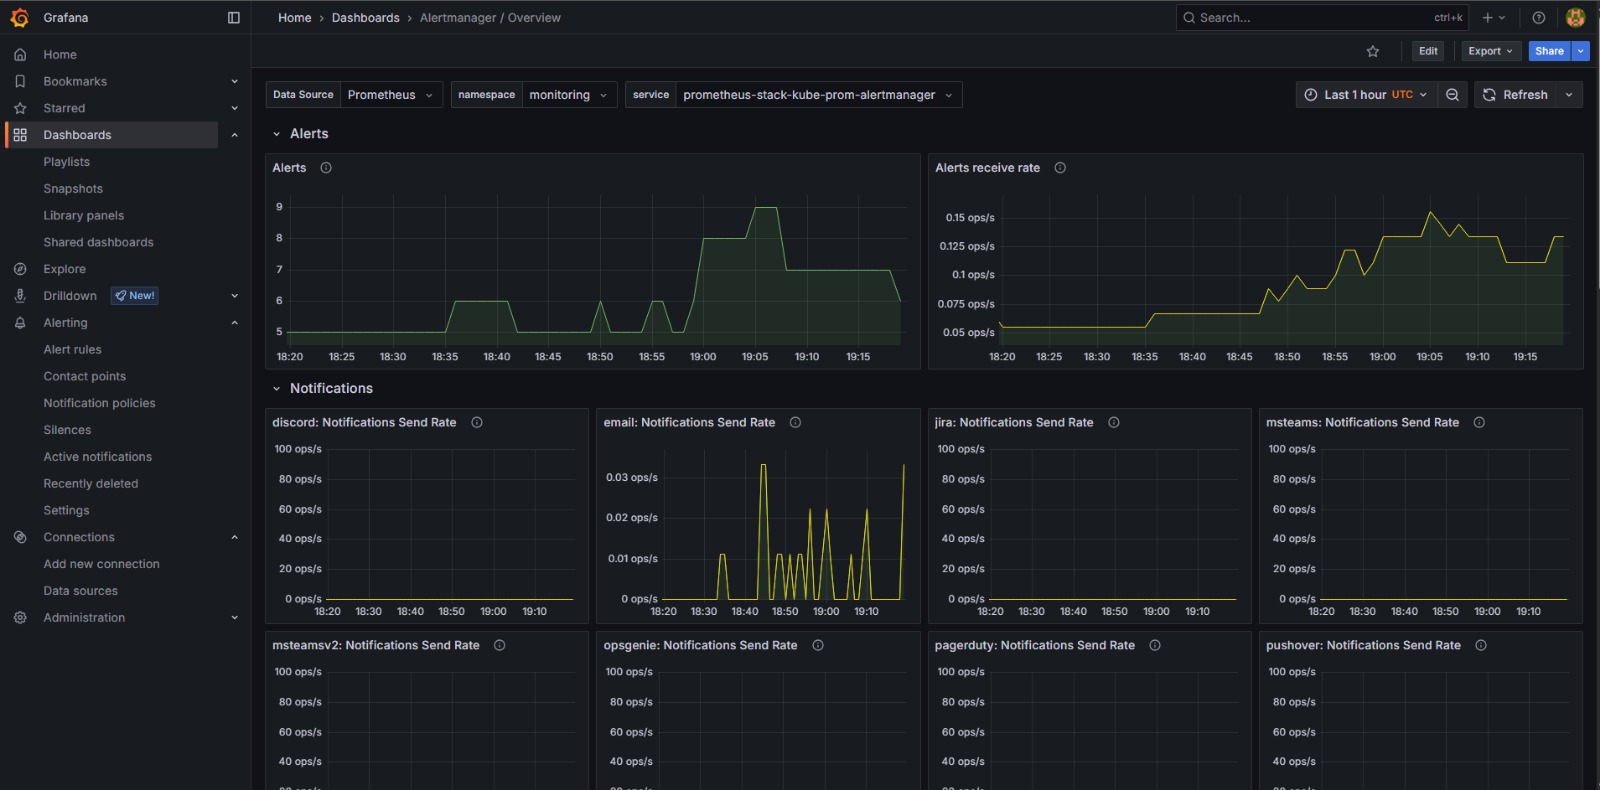 Grafana
Home › Dashboards › Alertmanager / Overview
Search...
ctrl+k
Edit
Export
Share
Home
Bookmarks
Starred
Dashboards
Playlists
Snapshots
Library panels
Shared dashboards
Explore
Drilldown New!
Alerting
Alert rules
Contact points
Notification policies
Silences
Active notifications
Recently deleted
Settings
Connections
Add new connection
Data sources
Administration
Data Source Prometheus
namespace monitoring
service prometheus-stack-kube-prom-alertmanager
Last 1 hour UTC
Refresh
Alerts
Alerts
9
8
7
6
5
18:20 18:25 18:30 18:35 18:40 18:45 18:50 18:55 19:00 19:05 19:10 19:15
Alerts receive rate
0.15 ops/s
0.125 ops/s
0.1 ops/s
0.075 ops/s
0.05 ops/s
18:20 18:25 18:30 18:35 18:40 18:45 18:50 18:55 19:00 19:05 19:10 19:15
Notifications
discord: Notifications Send Rate
100 ops/s
80 ops/s
60 ops/s
40 ops/s
20 ops/s
0 ops/s
18:20 18:30 18:40 18:50 19:00 19:10
email: Notifications Send Rate
0.03 ops/s
0.02 ops/s
0.01 ops/s
0 ops/s
18:20 18:30 18:40 18:50 19:00 19:10
jira: Notifications Send Rate
100 ops/s
80 ops/s
60 ops/s
40 ops/s
20 ops/s
0 ops/s
18:20 18:30 18:40 18:50 19:00 19:10
msteams: Notifications Send Rate
100 ops/s
80 ops/s
60 ops/s
40 ops/s
20 ops/s
0 ops/s
18:20 18:30 18:40 18:50 19:00 19:10
msteamsv2: Notifications Send Rate
100 ops/s
80 ops/s
60 ops/s
40 ops/s
20 ops/s
opsgenie: Notifications Send Rate
100 ops/s
80 ops/s
60 ops/s
40 ops/s
20 ops/s
pagerduty: Notifications Send Rate
100 ops/s
80 ops/s
60 ops/s
40 ops/s
20 ops/s
pushover: Notifications Send Rate
100 ops/s
80 ops/s
60 ops/s
40 ops/s
20 ops/s